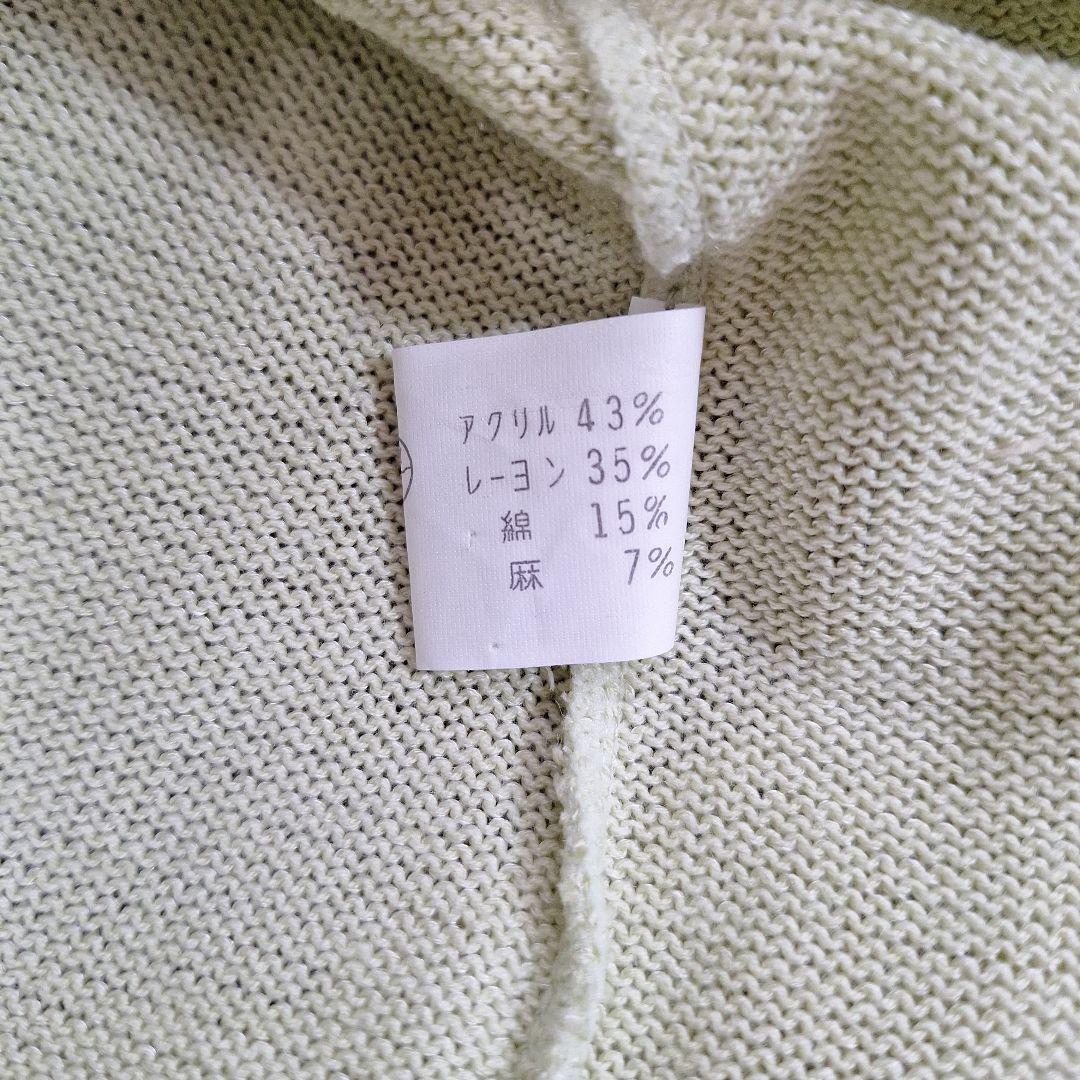 アクリル 43%
レーヨン 35%
綿 15%
麻 7%